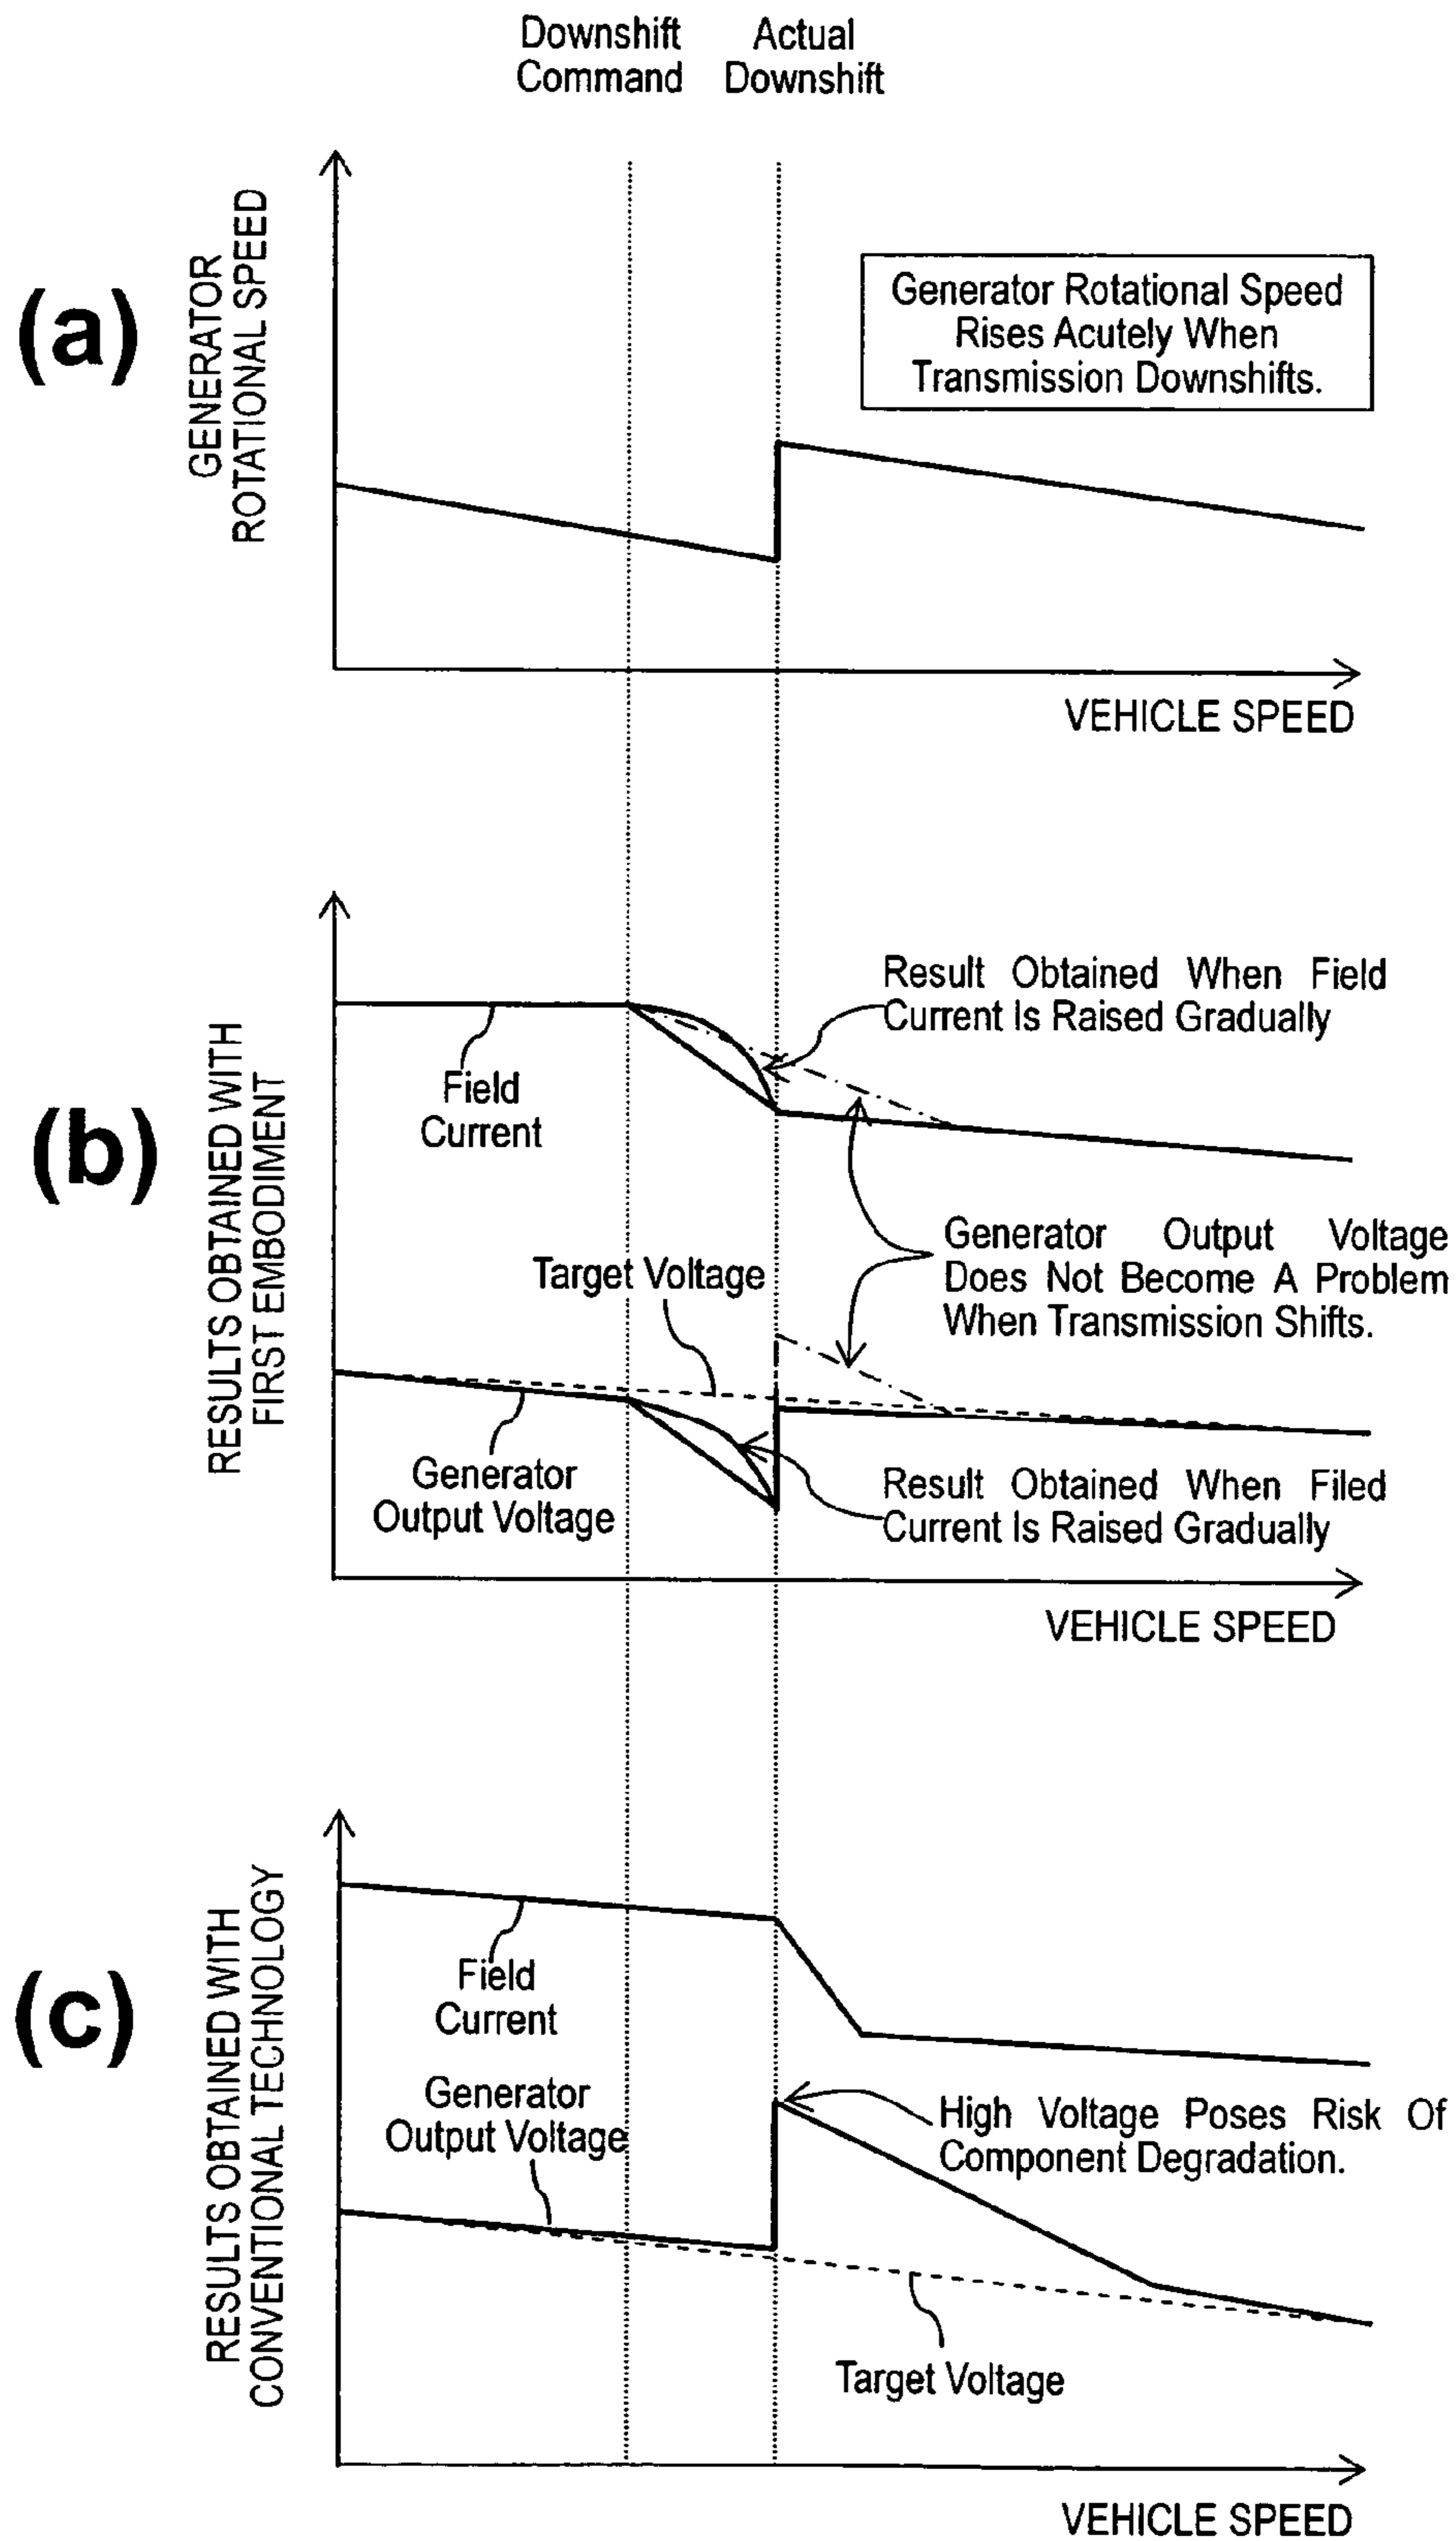 Downshift
Command
Actual
Downshift
(a)
GENERATOR
ROTATIONAL SPEED
Generator Rotational Speed
Rises Acutely When
Transmission Downshifts.
VEHICLE SPEED
(b)
RESULTS OBTAINED WITH
FIRST EMBODIMENT
Result Obtained When Field
Current Is Raised Gradually
Field
Current
Generator Output Voltage
Does Not Become A Problem
When Transmission Shifts.
Target Voltage
Generator
Output Voltage
Result Obtained When Filed
Current Is Raised Gradually
VEHICLE SPEED
(c)
RESULTS OBTAINED WITH
CONVENTIONAL TECHNOLOGY
Field
Current
Generator
Output Voltage
High Voltage Poses Risk Of
Component Degradation.
Target Voltage
VEHICLE SPEED